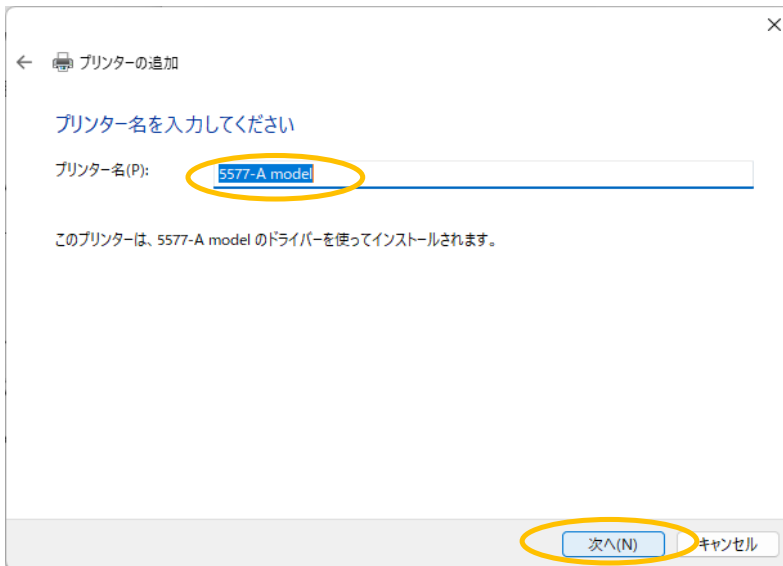 プリンターの追加
プリンター名を入力してください
プリンター名(P): 5577-A model
このプリンターは、5577-A model のドライバーを使ってインストールされます。
次へ(N) キャンセル